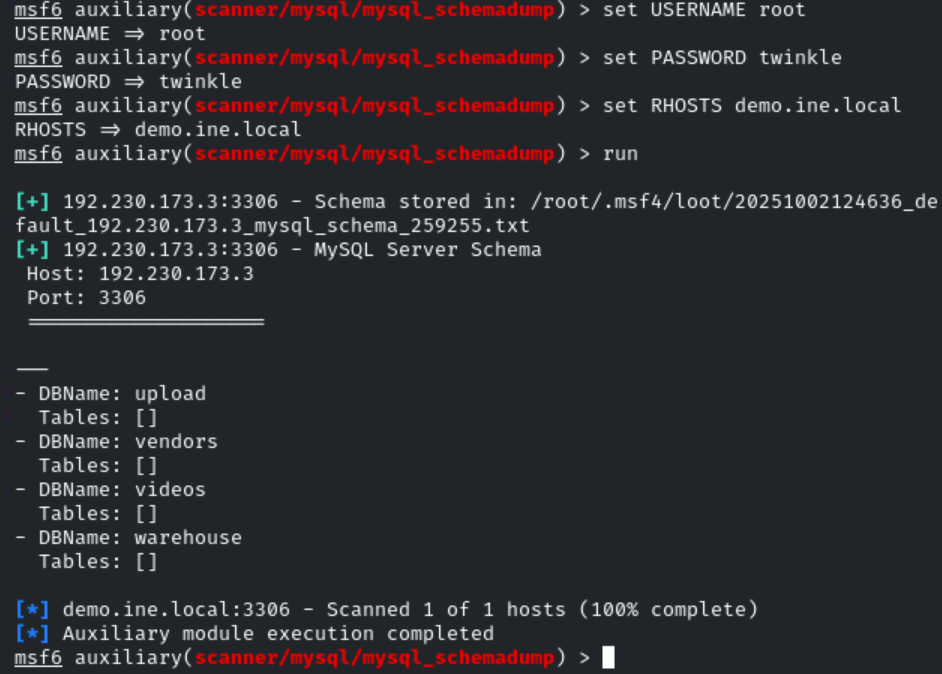 msf6 auxiliary(scanner/mysql/mysql_schemadump) > set USERNAME root
USERNAME ⇒ root
msf6 auxiliary(scanner/mysql/mysql_schemadump) > set PASSWORD twinkle
PASSWORD ⇒ twinkle
msf6 auxiliary(scanner/mysql/mysql_schemadump) > set RHOSTS demo.ine.local
RHOSTS ⇒ demo.ine.local
msf6 auxiliary(scanner/mysql/mysql_schemadump) > run
[+] 192.230.173.3:3306 - Schema stored in: /root/.msf4/loot/20251002124636_de
fault_192.230.173.3_mysql_schema_259255.txt
[+] 192.230.173.3:3306 - MySQL Server Schema
Host: 192.230.173.3
Port: 3306
====================
---
- DBName: upload
Tables: []
- DBName: vendors
Tables: []
- DBName: videos
Tables: []
- DBName: warehouse
Tables: []
[*] demo.ine.local:3306 - Scanned 1 of 1 hosts (100% complete)
[*] Auxiliary module execution completed
msf6 auxiliary(scanner/mysql/mysql_schemadump) >